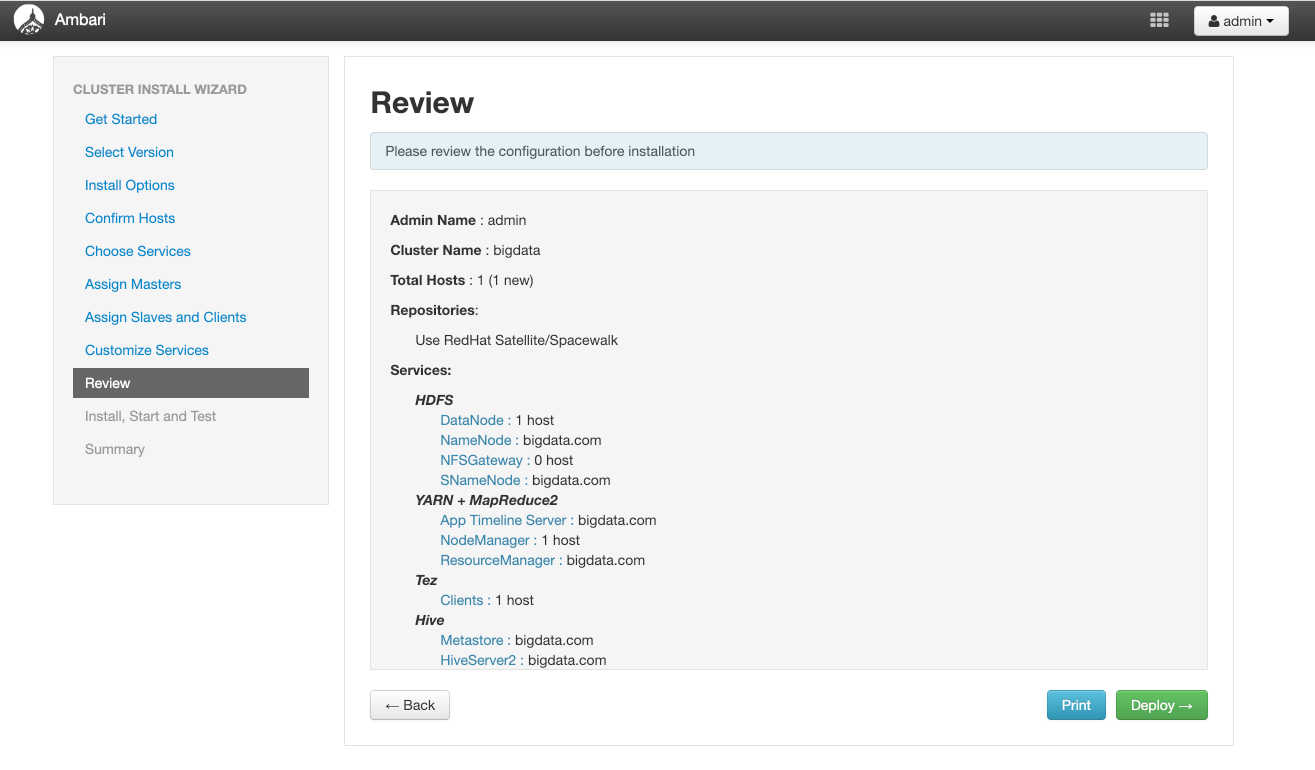 Ambari
admin
CLUSTER INSTALL WIZARD
Get Started
Select Version
Install Options
Confirm Hosts
Choose Services
Assign Masters
Assign Slaves and Clients
Customize Services
Review
Install, Start and Test
Summary
Review
Please review the configuration before installation
Admin Name : admin
Cluster Name : bigdata
Total Hosts : 1 (1 new)
Repositories:
Use RedHat Satellite/Spacewalk
Services:
HDFS
DataNode : 1 host
NameNode : bigdata.com
NFSGateway : 0 host
SNameNode : bigdata.com
YARN + MapReduce2
App Timeline Server : bigdata.com
NodeManager : 1 host
ResourceManager : bigdata.com
Tez
Clients : 1 host
Hive
Metastore : bigdata.com
HiveServer2 : bigdata.com
← Back
Print
Deploy →